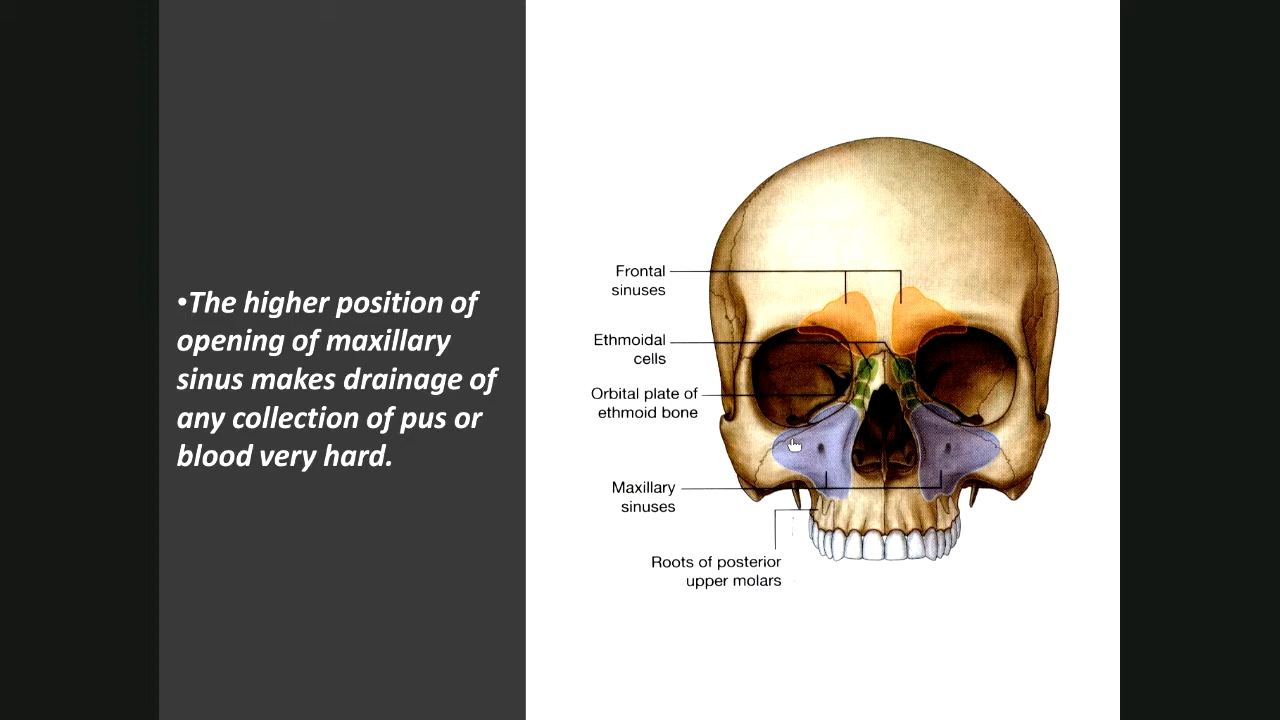 •The higher position of
opening of maxillary
sinus makes drainage of
any collection of pus or
blood very hard.
Frontal
sinuses
Ethmoidal
cells
Orbital plate of
ethmoid bone
Maxillary
sinuses
Roots of posterior
upper molars